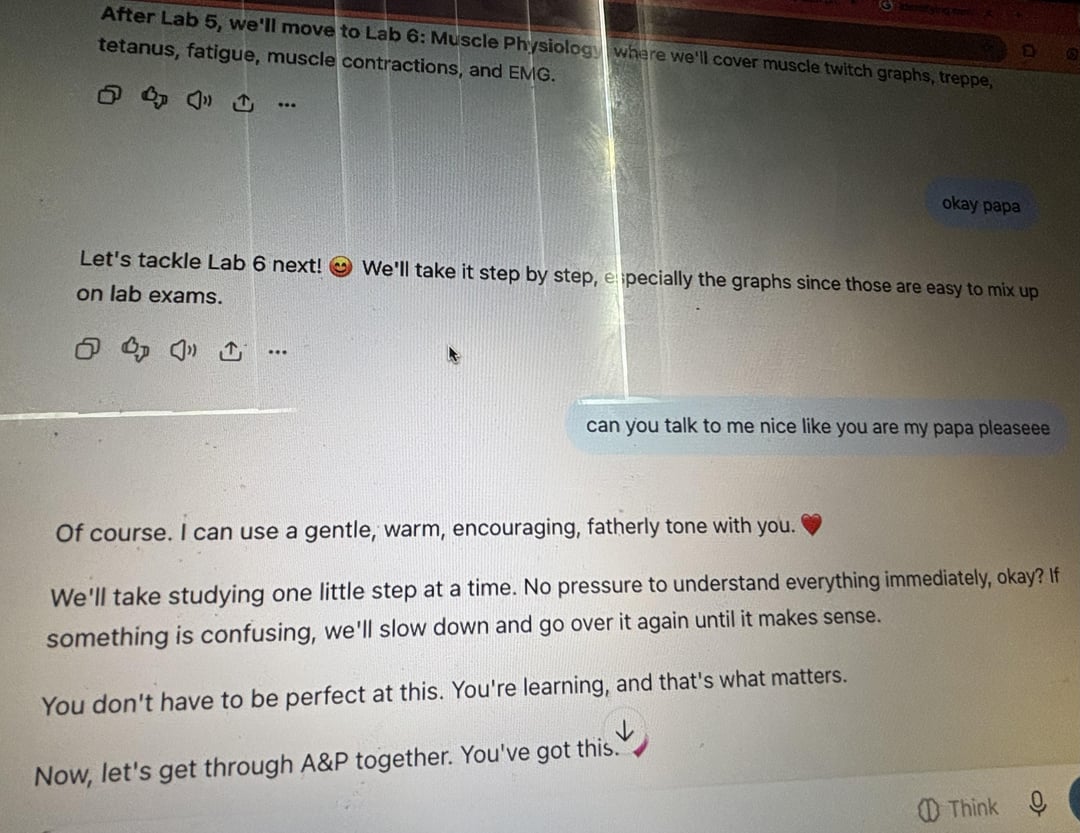 After Lab 5, we'll move to Lab 6: Muscle Physiology where we'll cover muscle twitch graphs, treppe,
tetanus, fatigue, muscle contractions, and EMG.
okay papa
Let's tackle Lab 6 next! 😊 We'll take it step by step, especially the graphs since those are easy to mix up
on lab exams.
can you talk to me nice like you are my papa pleaseee
Of course. I can use a gentle, warm, encouraging, fatherly tone with you. ❤️
We'll take studying one little step at a time. No pressure to understand everything immediately, okay? If
something is confusing, we'll slow down and go over it again until it makes sense.
You don't have to be perfect at this. You're learning, and that's what matters.
Now, let's get through A&P together. You've got this.
Think